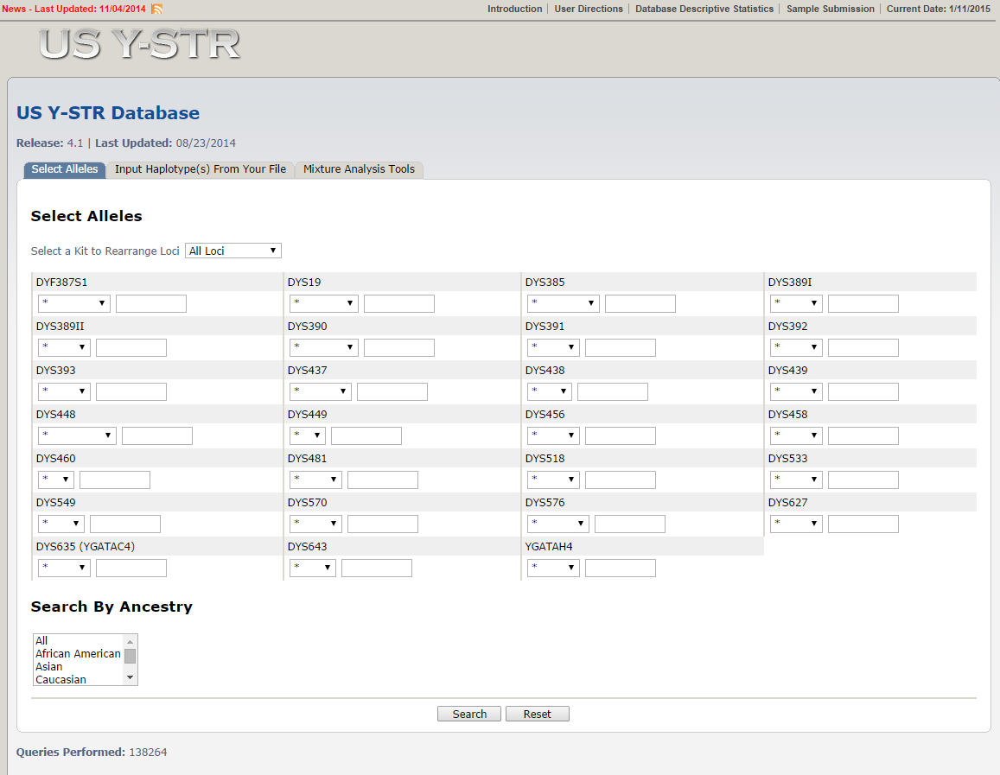 News - Last Updated: 11/04/2014 Introduction | User Directions | Database Descriptive Statistics | Sample Submission | Current Date: 1/11/2015
US Y-STR
US Y-STR Database
Release: 4.1 | Last Updated: 08/23/2014
Select Alleles Input Haplotype(s) From Your File Mixture Analysis Tools
Select Alleles
Select a Kit to Rearrange Loci All Loci
DYF387S1 DYS19 DYS385 DYS389I
* * * *
DYS389II DYS390 DYS391 DYS392
* * * *
DYS393 DYS437 DYS438 DYS439
* * * *
DYS448 DYS449 DYS456 DYS458
* * * *
DYS460 DYS481 DYS518 DYS533
* * * *
DYS549 DYS570 DYS576 DYS627
* * * *
DYS635 (YGATAC4) DYS643 YGATAH4
* * *
Search By Ancestry
All
African American
Asian
Caucasian
Search Reset
Queries Performed: 138264